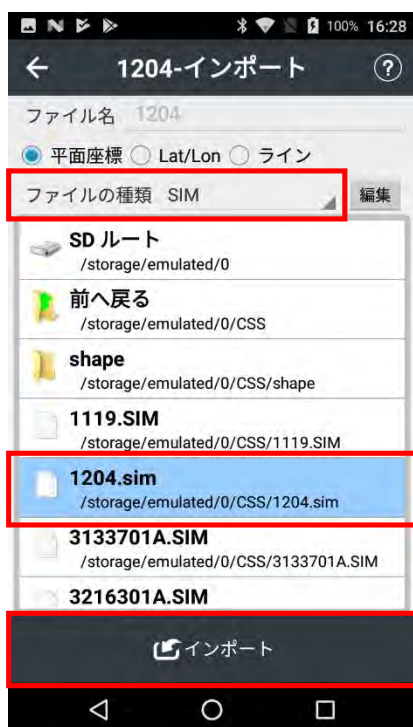 100% 16:28
1204-インポート ?
ファイル名 1204
平面座標 Lat/Lon ライン
ファイルの種類 SIM 編集
SD ルート
/storage/emulated/0
前へ戻る
/storage/emulated/0/CSS
shape
/storage/emulated/0/CSS/shape
1119.SIM
/storage/emulated/0/CSS/1119.SIM
1204.sim
/storage/emulated/0/CSS/1204.sim
3133701A.SIM
/storage/emulated/0/CSS/3133701A.SIM
3216301A.SIM
インポート